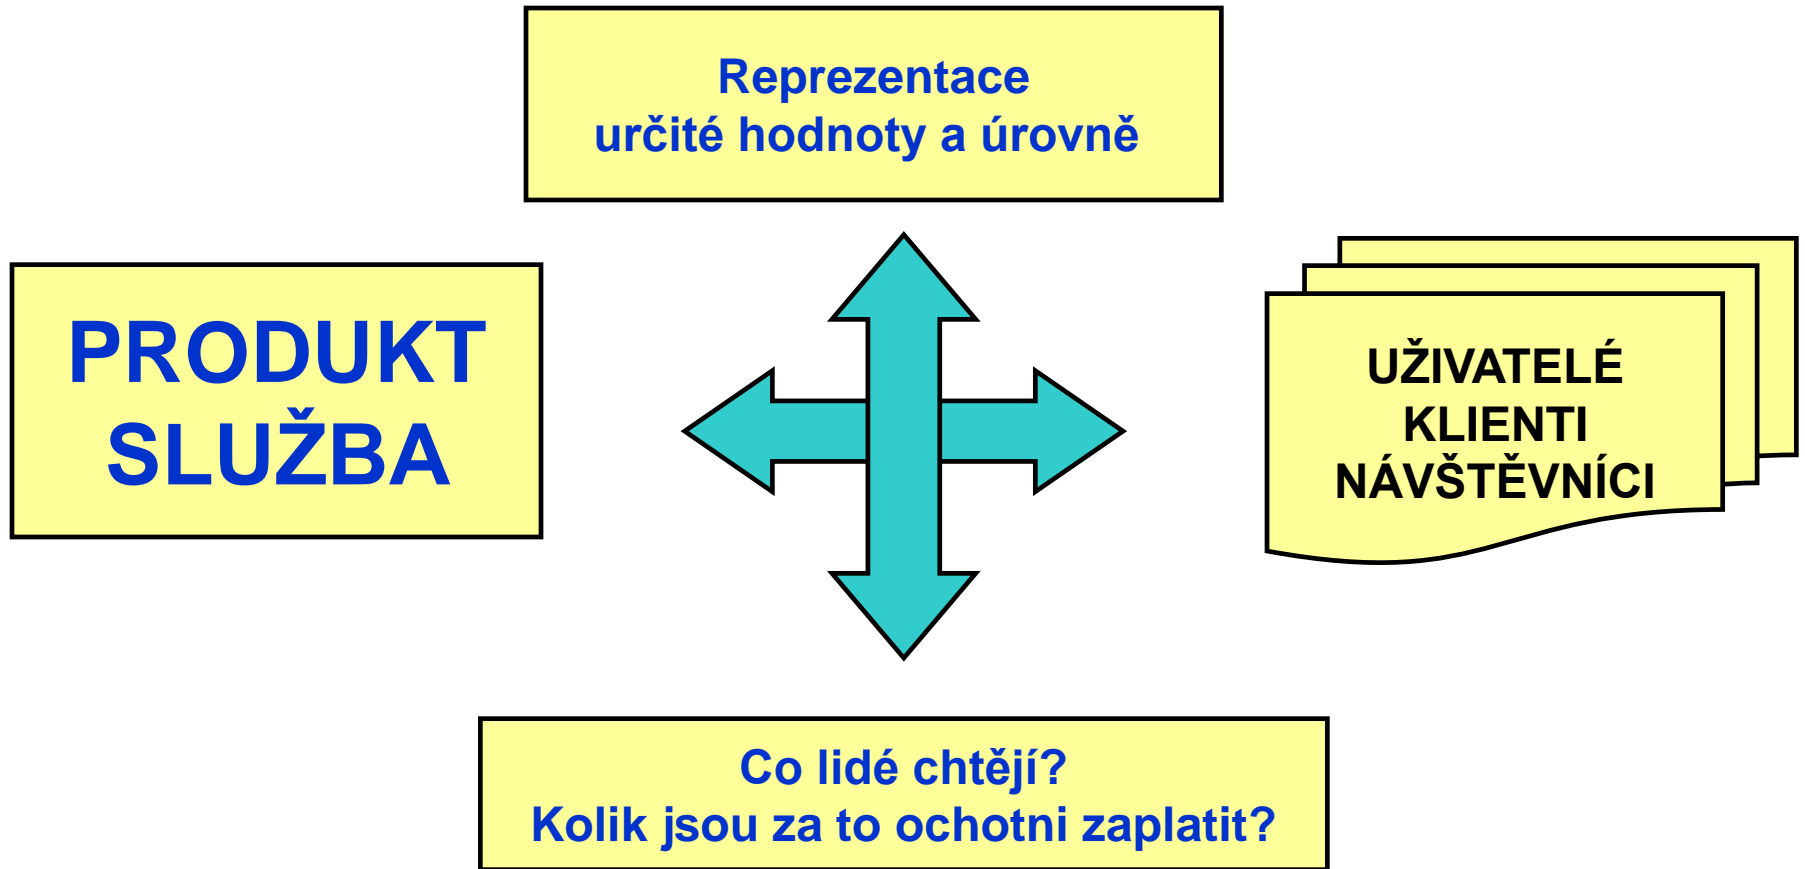 Reprezentace
určité hodnoty a úrovně
PRODUKT
SLUŽBA
UŽIVATELÉ
KLIENTI
NÁVŠTĚVNÍCI
Co lidé chtějí?
Kolik jsou za to ochotni zaplatit?